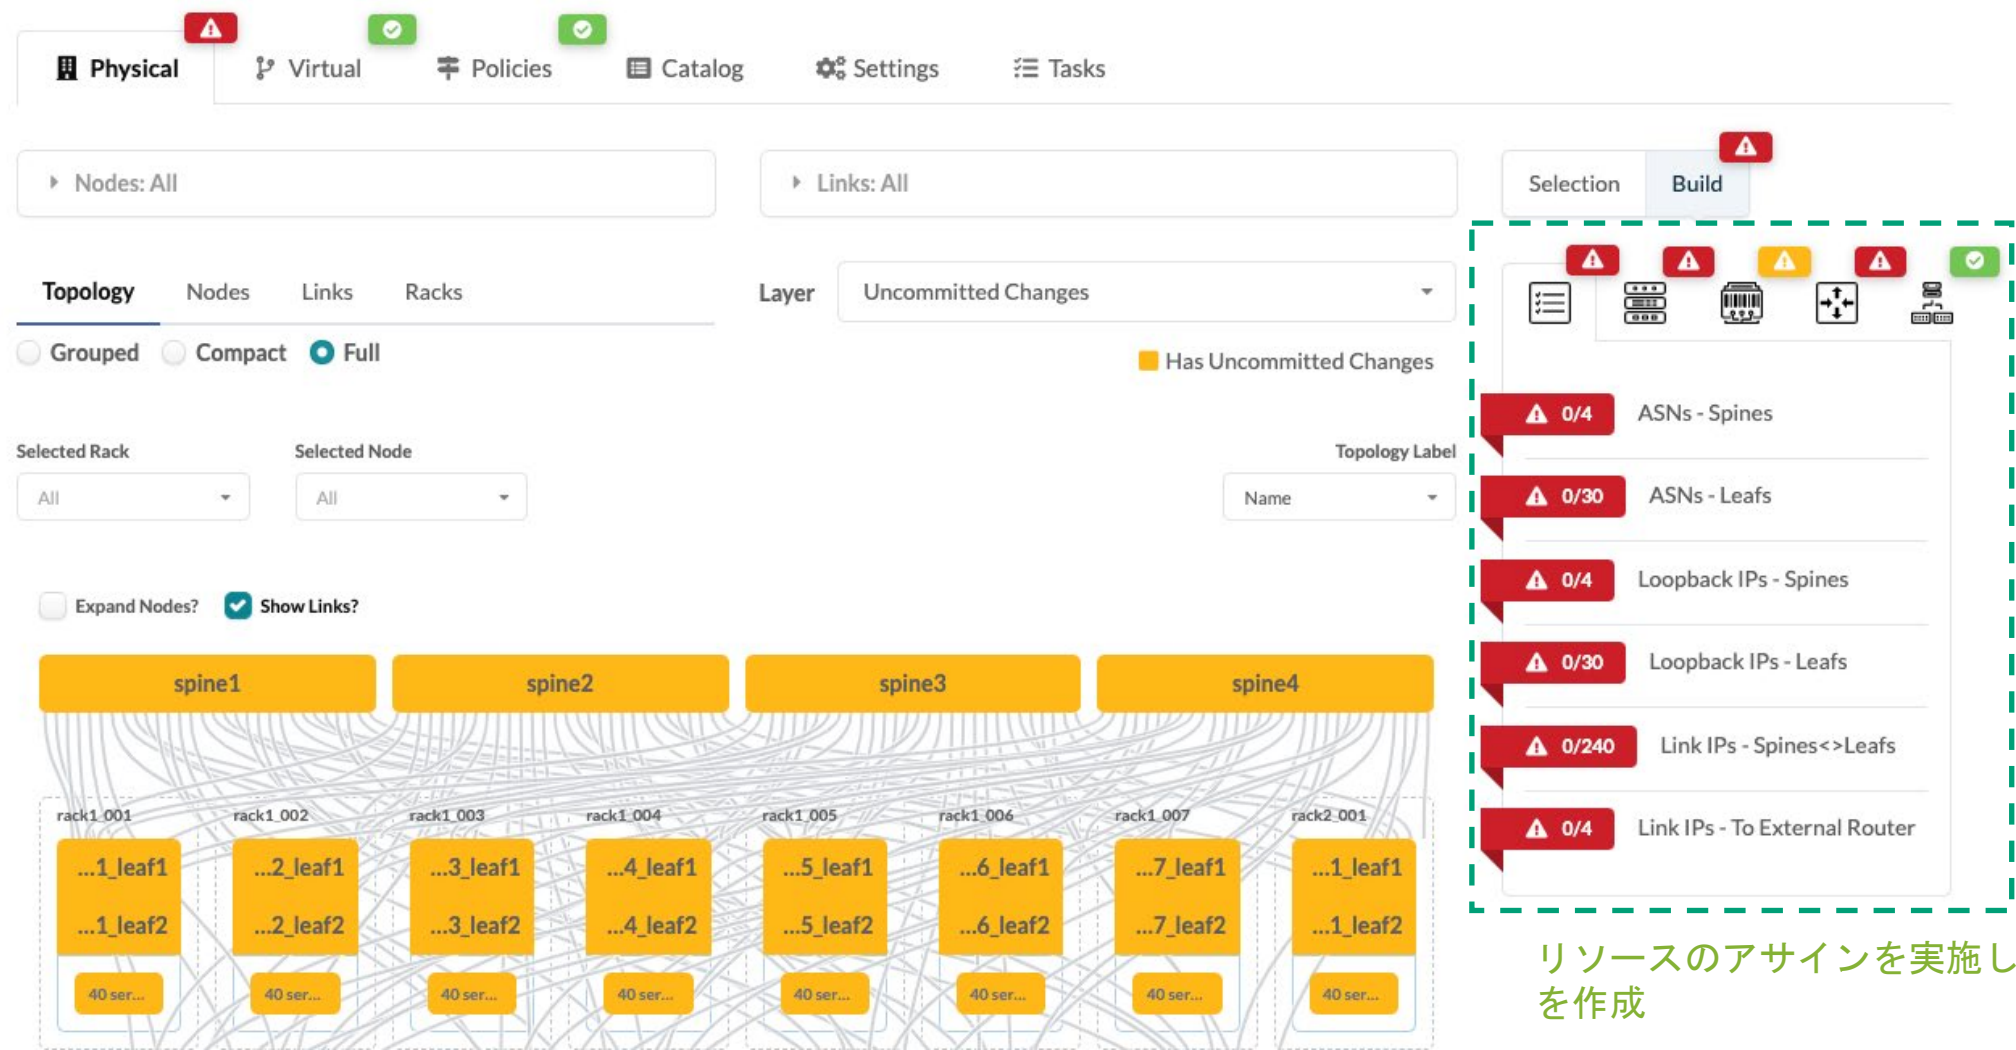 Physical Virtual Policies Catalog Settings Tasks
Nodes: All Links: All Selection Build
Topology Nodes Links Racks Layer Uncommitted Changes
Grouped Compact Full Has Uncommitted Changes
ASNs - Spines 0/4
Selected Rack Selected Node Topology Label
All All Name
0/30 ASNs - Leafs
0/4 Loopback IPs - Spines
Expand Nodes? Show Links?
0/30 Loopback IPs - Leafs
spine1 spine2 spine3 spine4
0/240 Link IPs - Spines<>Leafs
rack1_001 rack1_002 rack1_003 rack1_004 rack1_005 rack1_006 rack1_007 rack2_001
0/4 Link IPs - To External Router
...1_leaf1 ...2_leaf1 ...3_leaf1 ...4_leaf1 ...5_leaf1 ...6_leaf1 ...7_leaf1 ...1_leaf1
...1_leaf2 ...2_leaf2 ...3_leaf2 ...4_leaf2 ...5_leaf2 ...6_leaf2 ...7_leaf2 ...1_leaf2
40 ser... 40 ser... 40 ser... 40 ser... 40 ser... 40 ser... 40 ser... 40 ser...
リソースのアサインを実施し
を作成